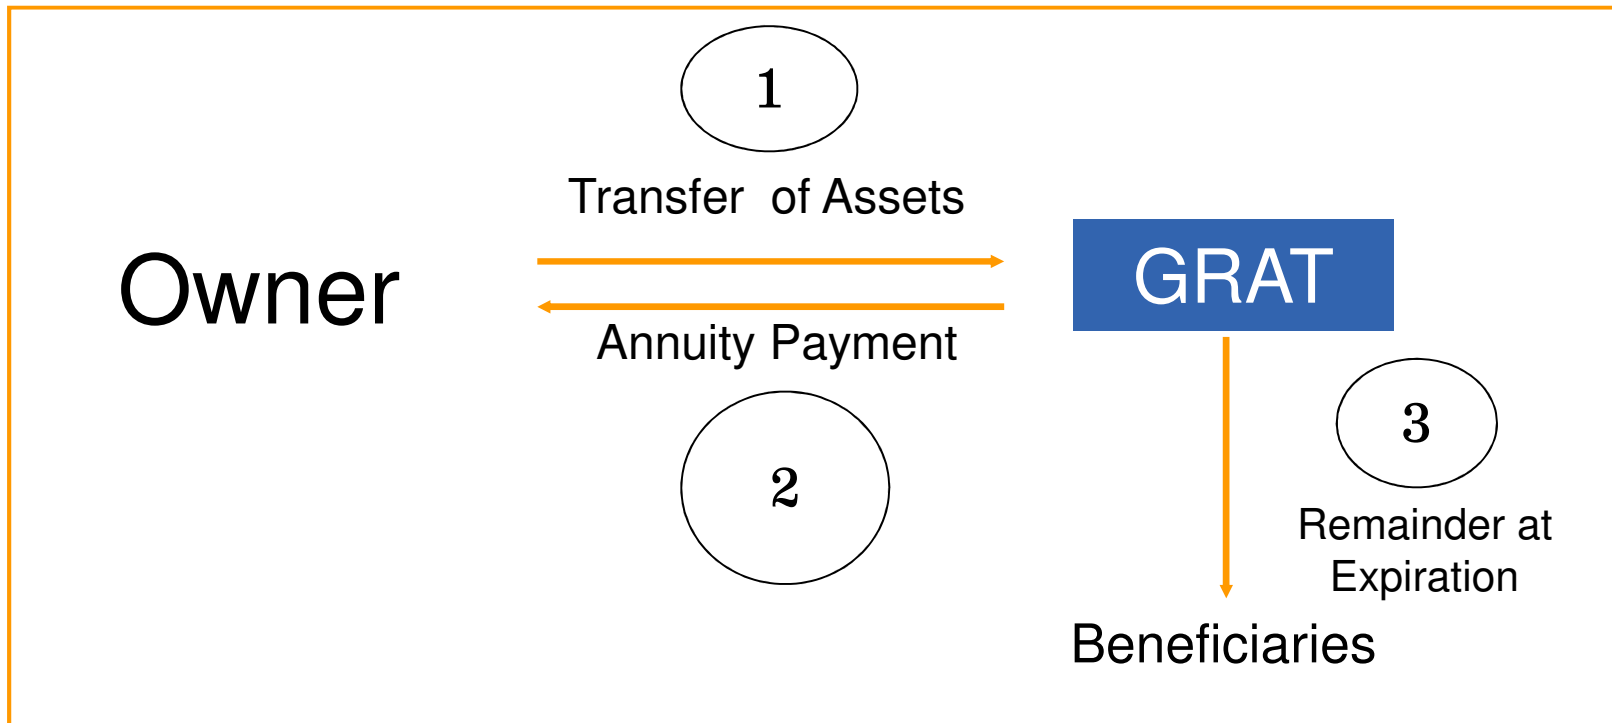 1
Transfer of Assets
Owner
GRAT
Annuity Payment
2
3
Remainder at
Expiration
Beneficiaries